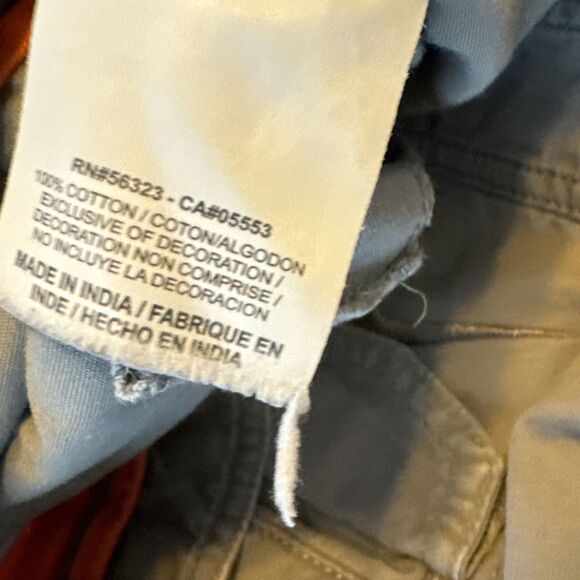 RN#56323 - CA#05553
100% COTTON / COTON/ALGODON
EXCLUSIVE OF DECORATION /
DECORATION NON COMPRISE /
NO INCLUYE LA DECORACION
MADE IN INDIA / FABRIQUE EN
INDE / HECHO EN INDIA